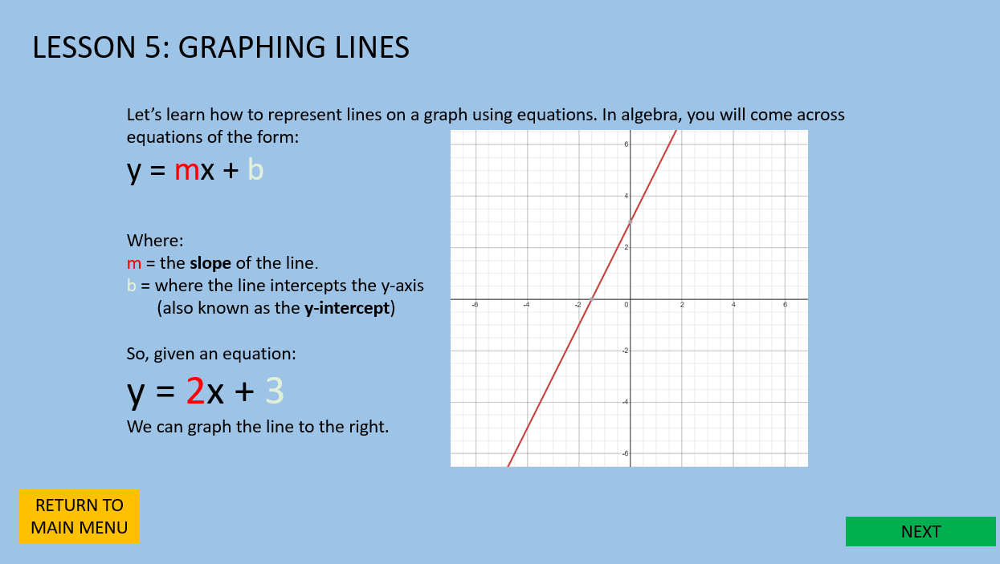 LESSON 5: GRAPHING LINES
Let’s learn how to represent lines on a graph using equations. In algebra, you will come across
equations of the form:
y = mx + b
Where:
m = the slope of the line.
b = where the line intercepts the y-axis
(also known as the y-intercept)
So, given an equation:
y = 2x + 3
We can graph the line to the right.
6
4
2
-6 -4 -2 0 2 4 6
-2
-4
-6
RETURN TO
MAIN MENU
NEXT